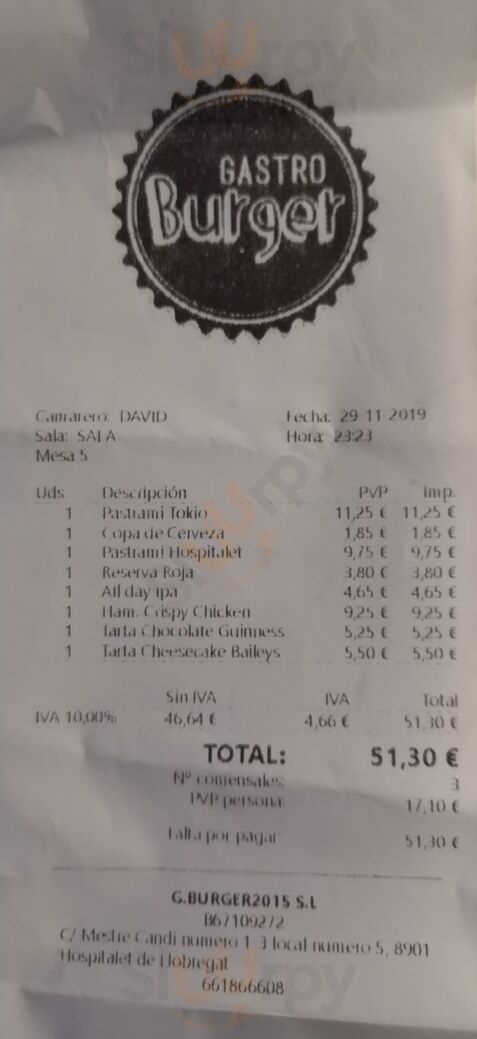 GASTRO
Burger
Camarero: DAVID Fecha: 29-11-2019
Sala: SALA Hora: 23:23
Mesa 5
Uds. Descripción PVP Imp.
1 Pastrami Tokio 11,25 € 11,25 €
1 Copa de Cerveza 1,85 € 1,85 €
1 Pastrami Hospitalet 9,75 € 9,75 €
1 Reserva Roja 3,80 € 3,80 €
1 All day ipa 4,65 € 4,65 €
1 Ham. Crispy Chicken 9,25 € 9,25 €
1 Tarta Chocolate Guinness 5,25 € 5,25 €
1 Tarta Cheesecake Baileys 5,50 € 5,50 €
Sin IVA IVA Total
IVA 10,00% 46,64 € 4,66 € 51,30 €
TOTAL: 51,30 €
Nº comensales: 3
PVP persona: 17,10 €
Falta por pagar 51,30 €
G.BURGER2015 S.L
B67109272
C/ Mestre Candi numero 1-3 local numero 5, 8901
Hospitalet de Llobregat
661866608
Sluurpy
Sluurpy
Sluurpy